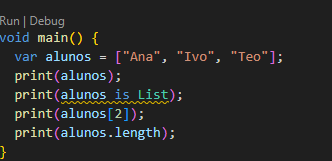 Run | Debug
void main() {
  var alunos = ["Ana", "Ivo", "Teo"];
  print(alunos);
  print(alunos is List);
  print(alunos[2]);
  print(alunos.length);
}